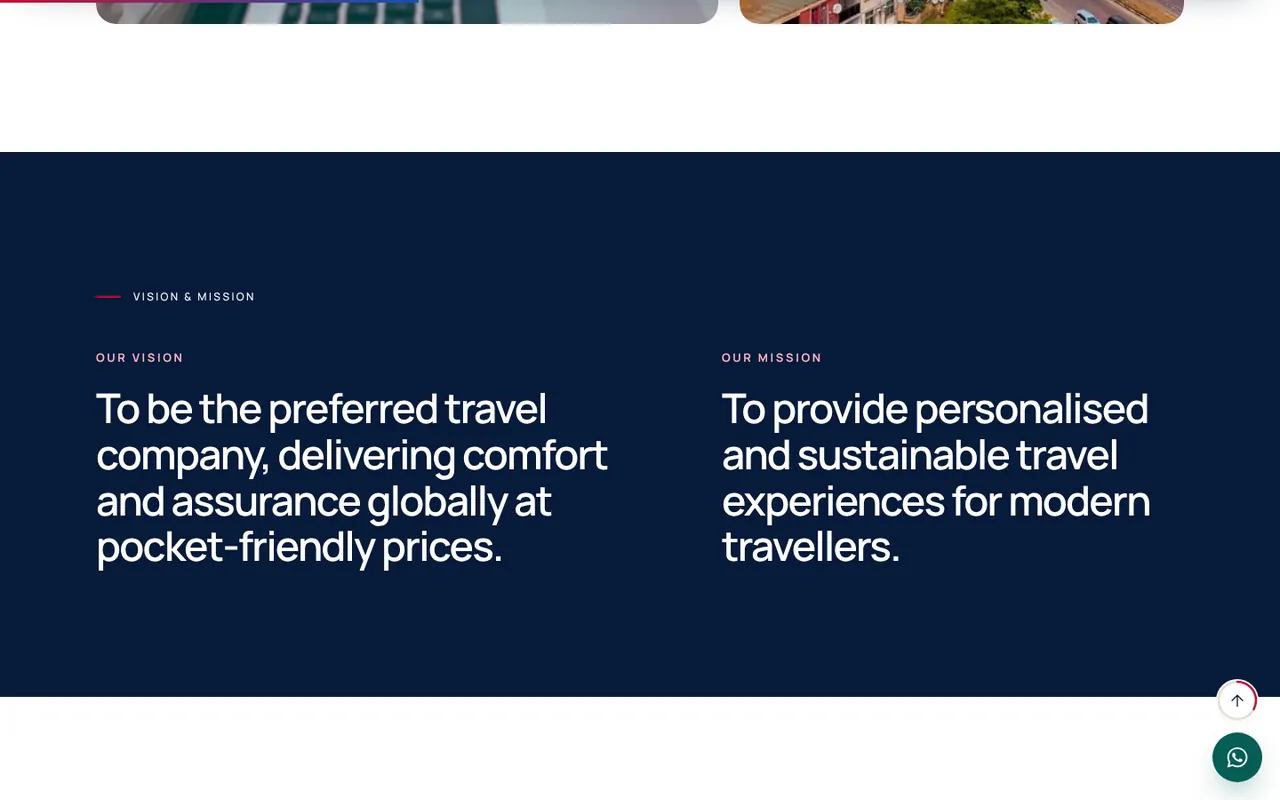 VISION & MISSION
OUR VISION
To be the preferred travel
company, delivering comfort
and assurance globally at
pocket-friendly prices.
OUR MISSION
To provide personalised
and sustainable travel
experiences for modern
travellers.